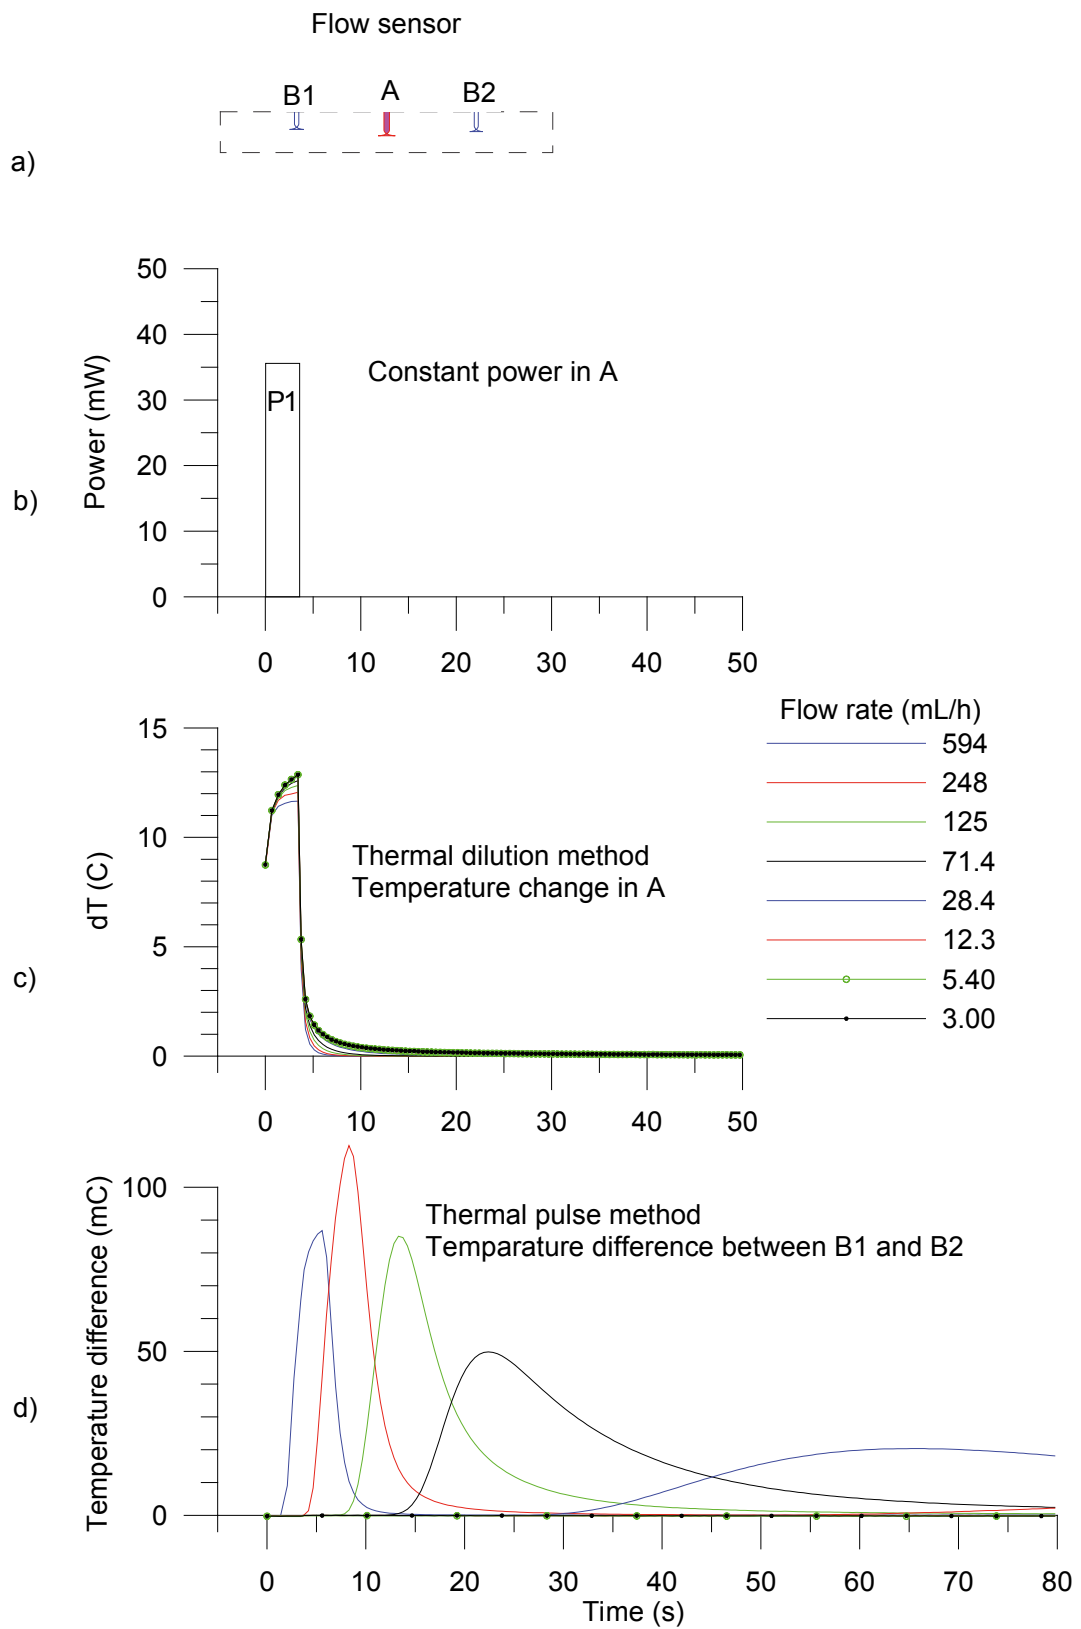 Flow sensor
B1 A B2
a)
50
40
30
20
10
0
Power (mW)
P1
Constant power in A
b)
0 10 20 30 40 50
15
10
5
0
dT (C)
Thermal dilution method
Temperature change in A
c)
0 10 20 30 40 50
Flow rate (mL/h)
594
248
125
71.4
28.4
12.3
5.40
3.00
100
50
0
Temperature difference (mC)
Thermal pulse method
Temparature difference between B1 and B2
d)
0 10 20 30 40 50 60 70 80
Time (s)